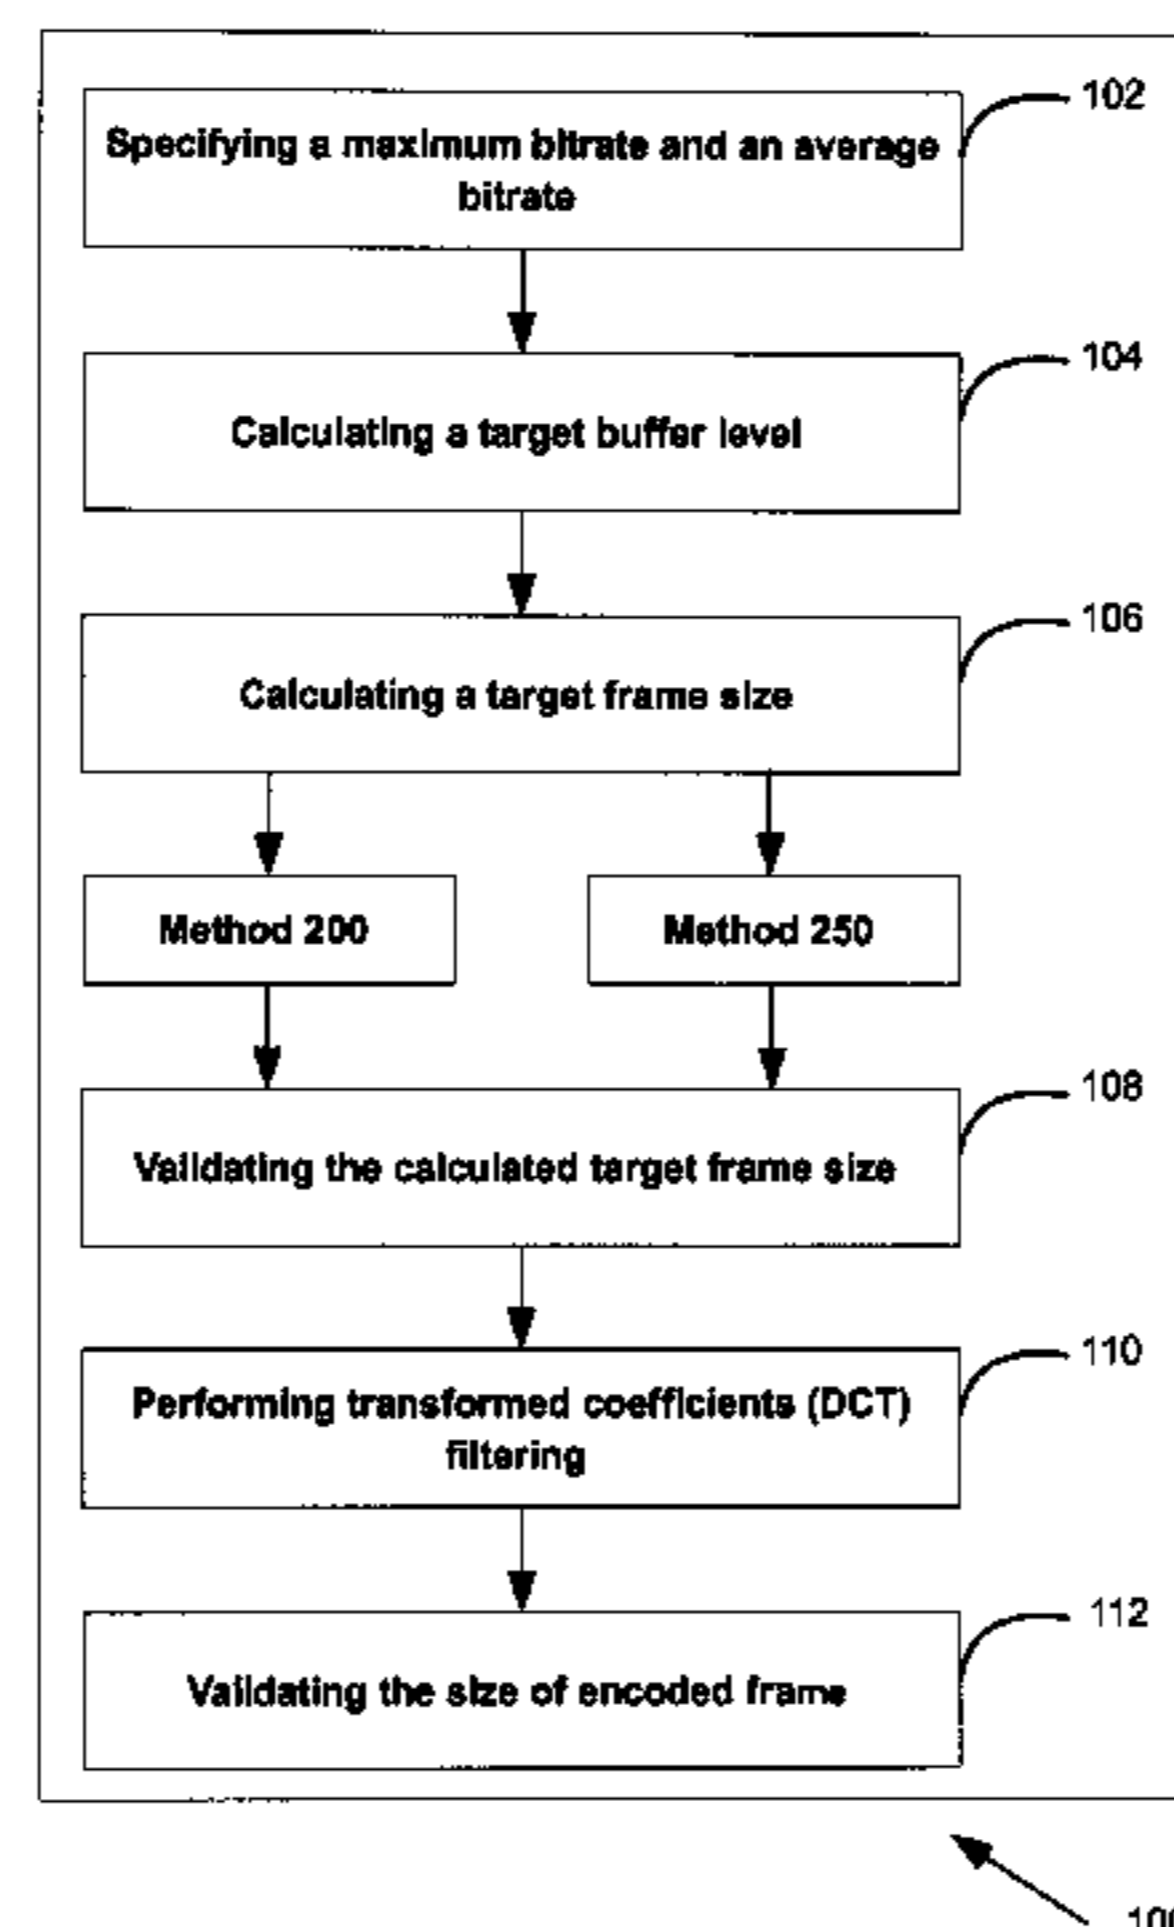 102
Specifying a maximum bitrate and an average
bitrate
104
Calculating a target buffer level
106
Calculating a target frame size
Method 200 Method 250
108
Validating the calculated target frame size
110
Performing transformed coefficients (DCT)
filtering
112
Validating the size of encoded frame